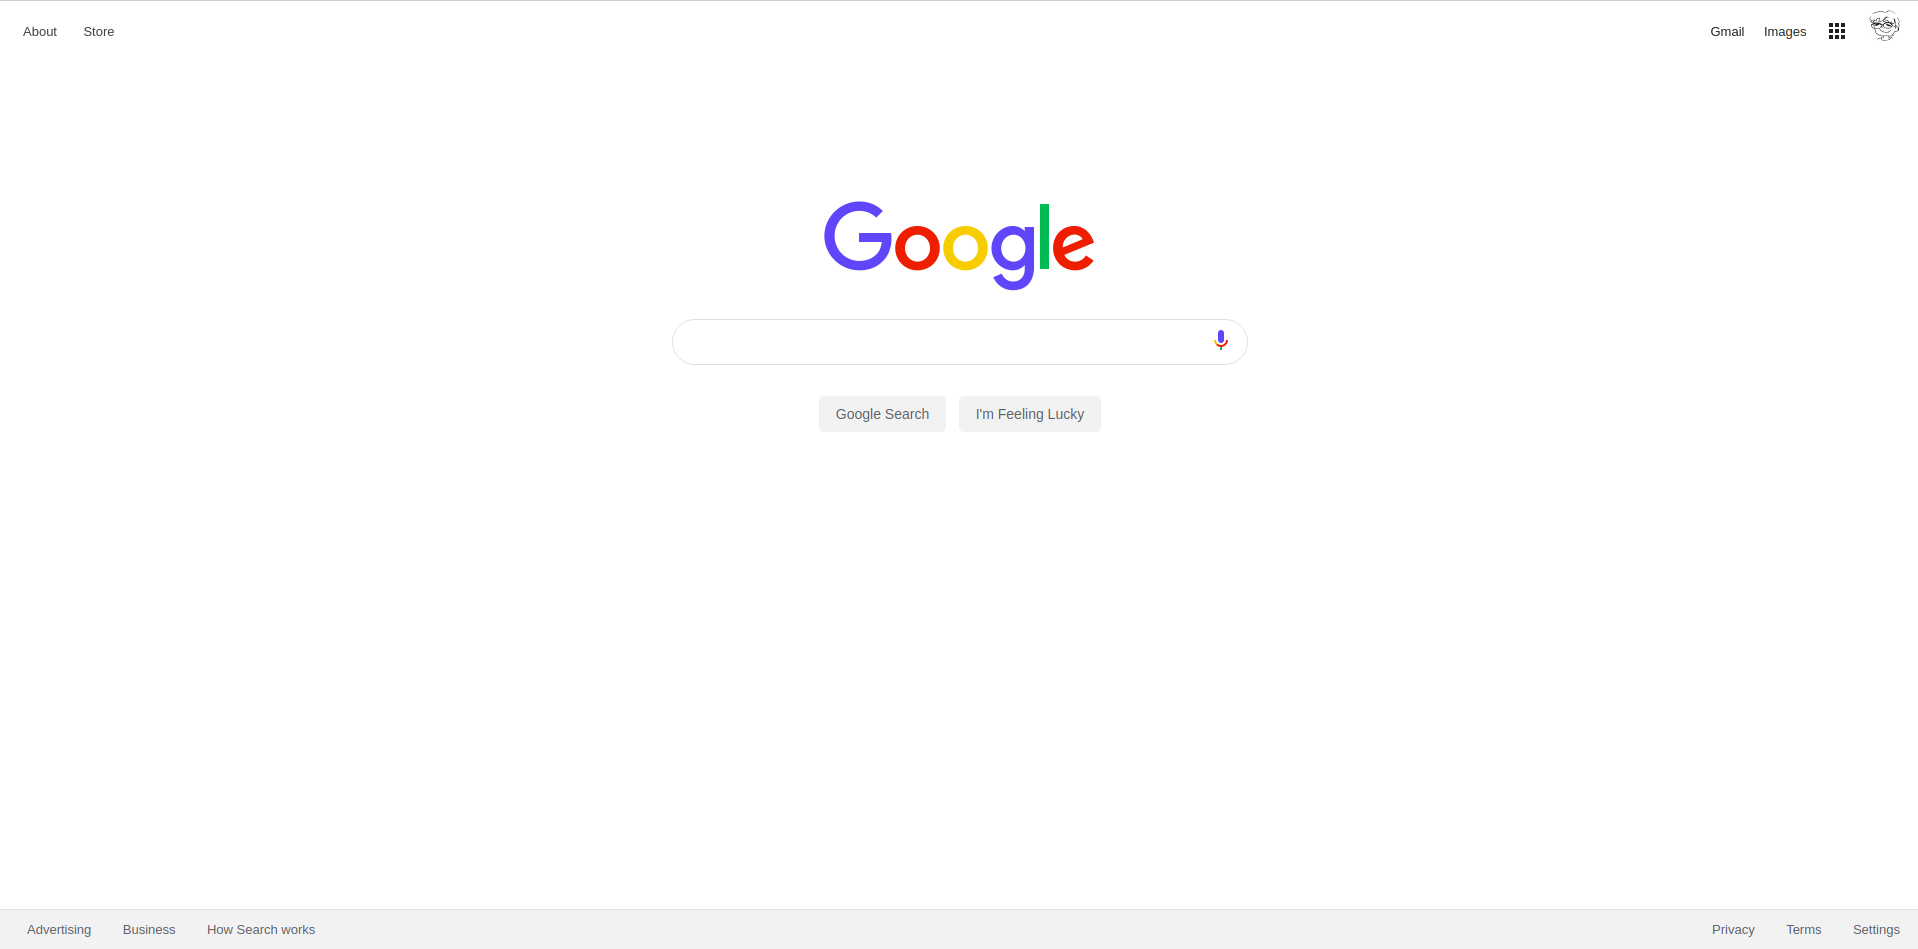 About Store Gmail Images
Google
Google Search I'm Feeling Lucky
Advertising Business How Search works Privacy Terms Settings